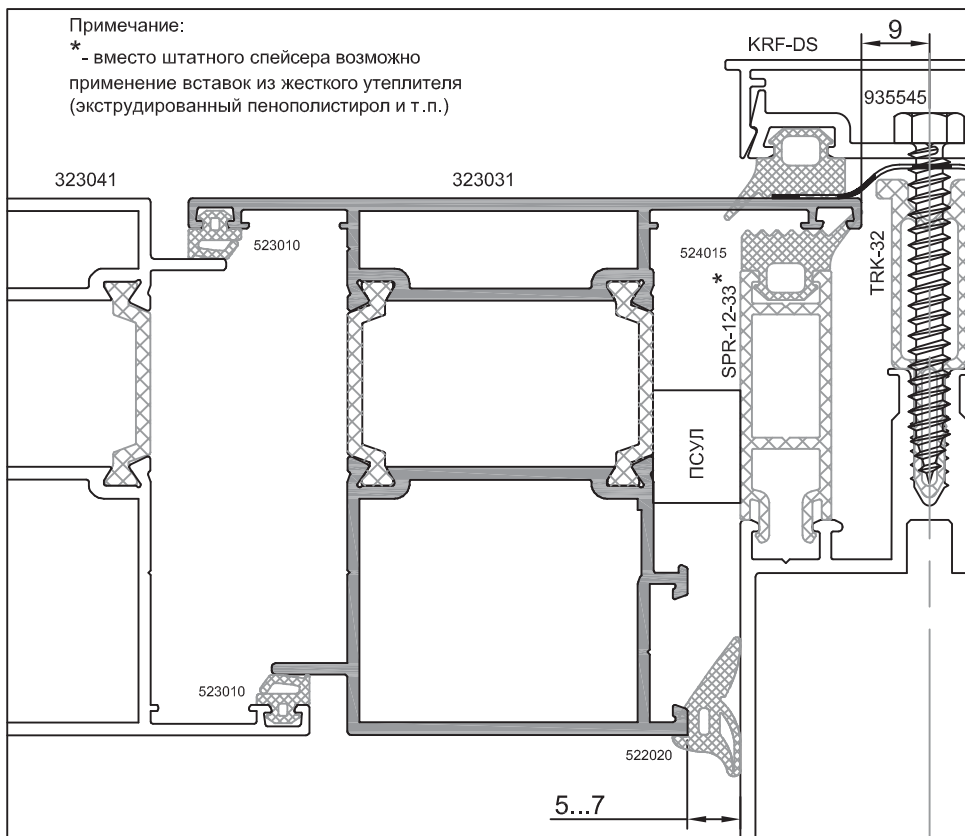 Примечание:
* - вместо штатного спейсера возможно
применение вставок из жесткого утеплителя
(экструдированный пенополистирол и т.п.)
KRF-DS
9
935545
323041
323031
523010
524015
SPR-12-33*
TRK-32
ПСУЛ
523010
522020
5...7